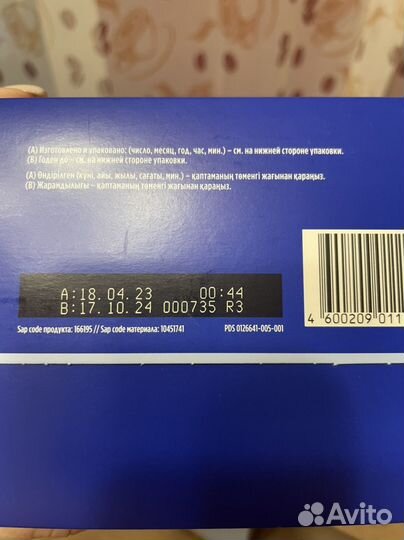 (А) Изготовлено и упаковано: (число, месяц, год, час, мин.) – см. на нижней стороне упаковки.
(В) Годен до – см. на нижней стороне упаковки.
(А) Өндірілген (күні, айы, жылы, сағаты, мин.) – қаптаманың төменгі жағынан қараңыз.
(В) Жарамдылығы – қаптаманың төменгі жағынан қараңыз.
A:18.04.23 00:44
B:17.10.24 000735 R3
Sap code продукта: 166195 // Sap code материала: 10451741 PDS 0126641-005-001
4 600209 011
Avito